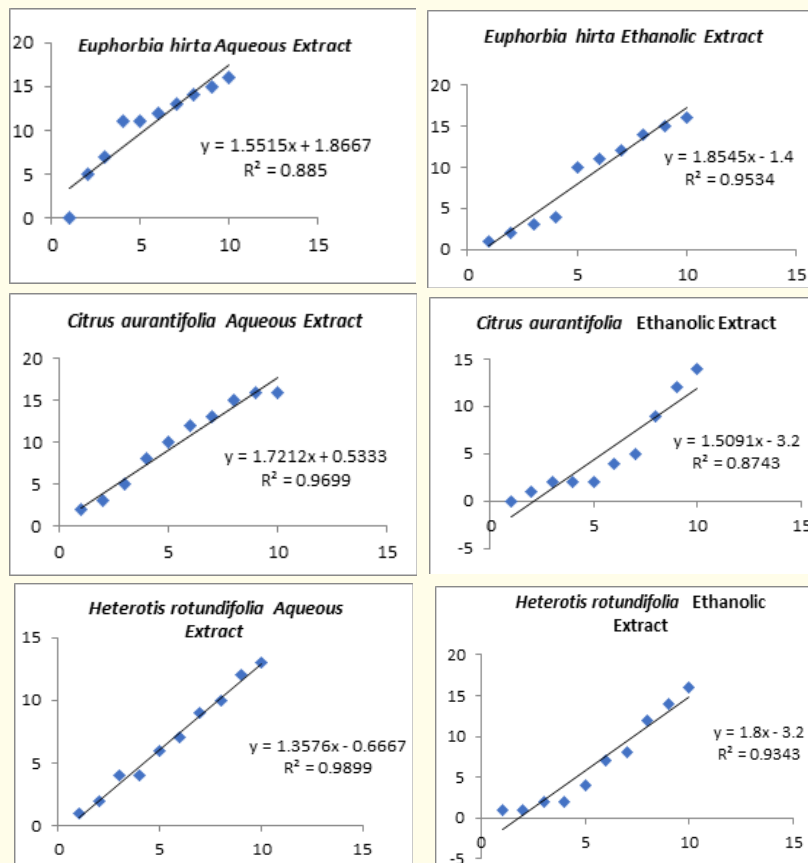 Euphorbia hirta Aqueous Extract
20
15
10
5
0
y = 1.5515x + 1.8667
R² = 0.885
0 5 10 15
Euphorbia hirta Ethanolic Extract
20
15
10
5
0
y = 1.8545x - 1.4
R² = 0.9534
0 5 10 15
Citrus aurantifolia Aqueous Extract
20
15
10
5
0
y = 1.7212x + 0.5333
R² = 0.9699
0 5 10 15
Citrus aurantifolia Ethanolic Extract
15
10
5
0
-5
y = 1.5091x - 3.2
R² = 0.8743
0 5 10 15
Heterotis rotundifolia Aqueous
Extract
15
10
5
0
y = 1.3576x - 0.6667
R² = 0.9899
0 5 10 15
Heterotis rotundifolia Ethanolic
Extract
20
15
10
5
0
-5
y = 1.8x - 3.2
R² = 0.9343
0 5 10 15